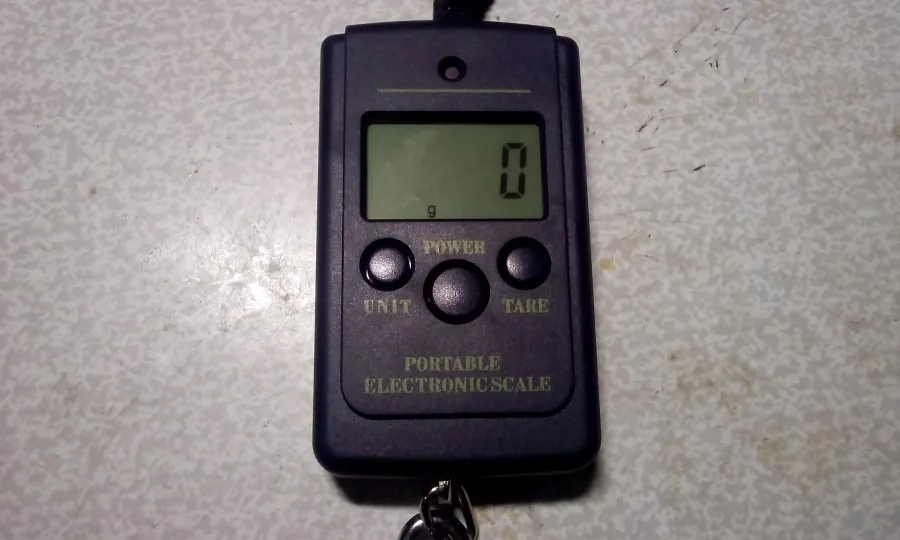 0
g
POWER
UNIT TARE
PORTABLE
ELECTRONIC SCALE